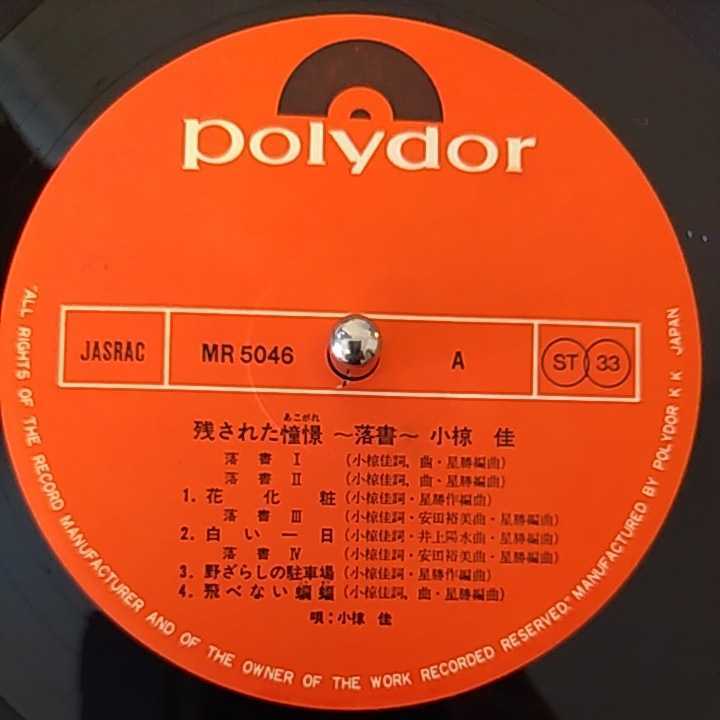 polydor
JASRAC
MR 5046
A
ST 33
あこがれ
残された憧憬 ～落書～ 小椋 佳
落書 I (小椋佳詞, 曲・星勝編曲)
落書 II (小椋佳詞, 曲・星勝編曲)
1. 花化粧 (小椋佳詞・星勝作編曲)
落書 III (小椋佳詞・安田裕美曲・星勝編曲)
2. 白い一日 (小椋佳詞・井上陽水曲・星勝編曲)
落書 IV (小椋佳詞・安田裕美曲・星勝編曲)
3. 野ざらしの駐車場 (小椋佳詞・星勝作編曲)
4. 飛べない蝙蝠 (小椋佳詞, 曲・星勝編曲)
唄：小椋 佳
"ALL RIGHTS OF THE RECORD MANUFACTURER AND OF THE OWNER OF THE WORK RECORDED RESERVED." MANUFACTURED BY POLYDOR K K JAPAN